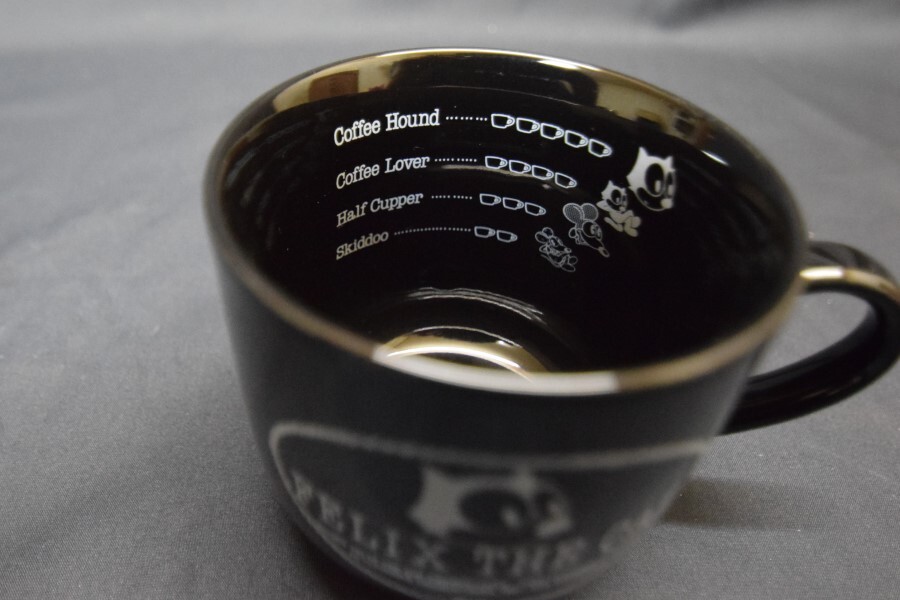 Coffee Hound .........
Coffee Lover ..........
Half Cupper ..........
Skiddoo ....................
FELIX THE